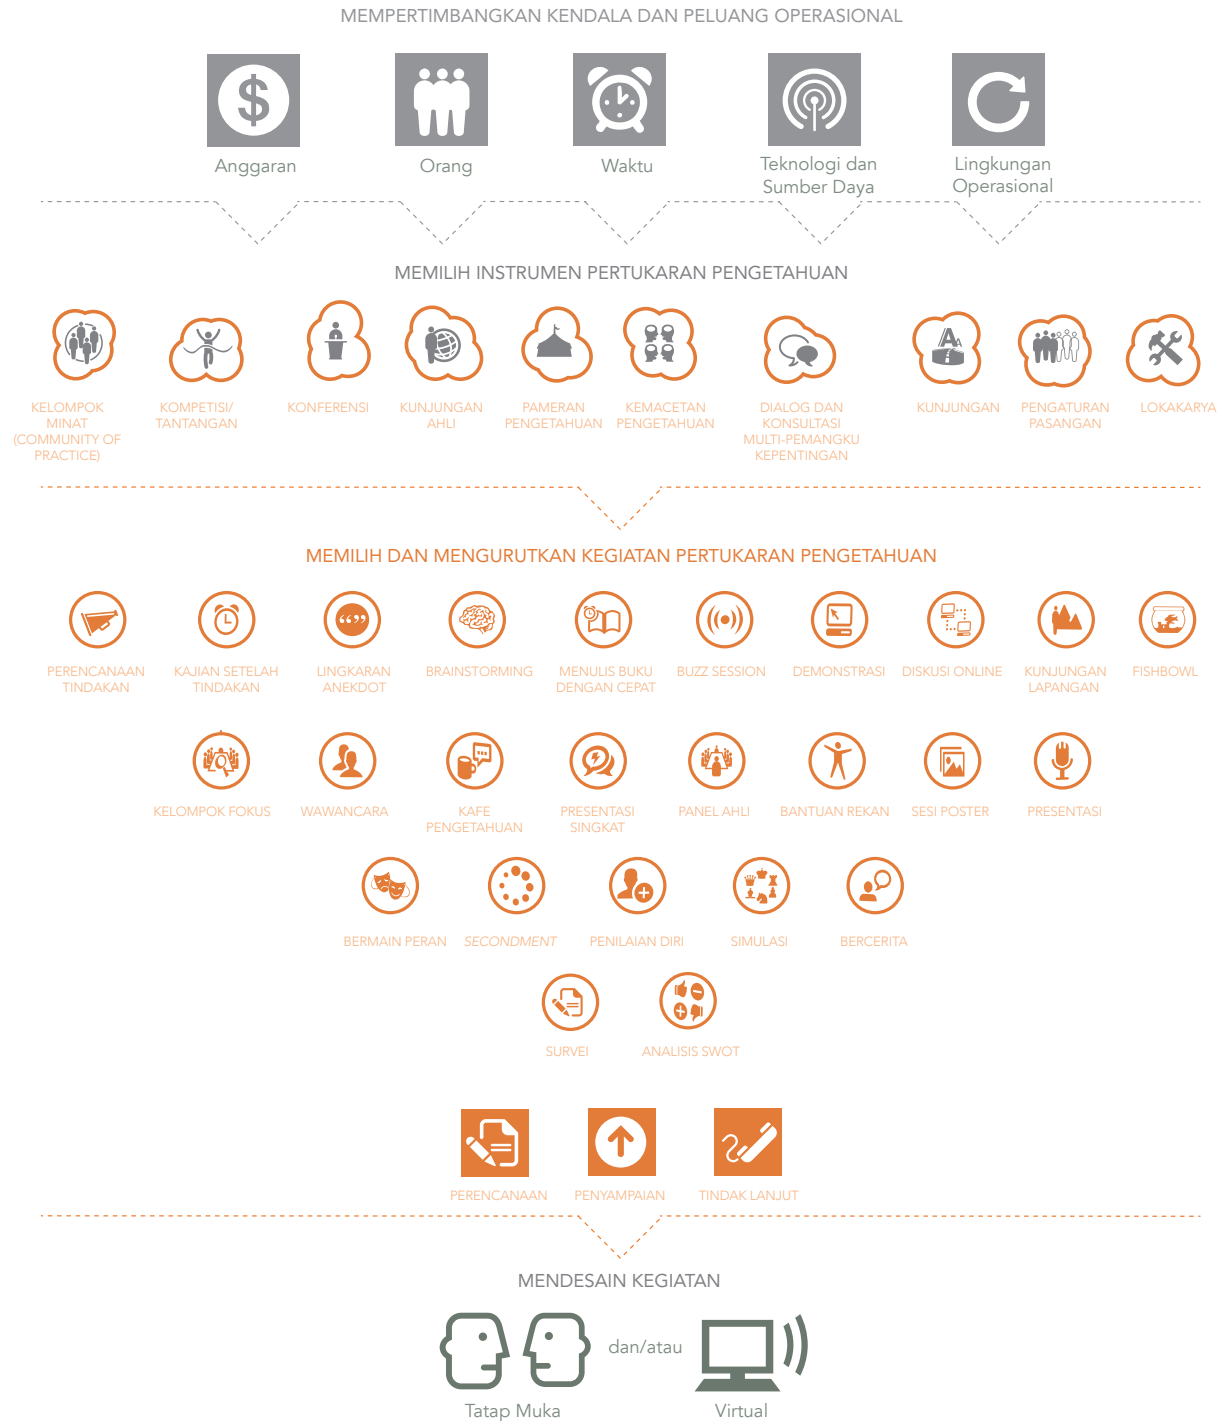 MEMPERTIMBANGKAN KENDALA DAN PELUANG OPERASIONAL
Anggaran
Orang
Waktu
Teknologi dan
Sumber Daya
Lingkungan
Operasional
MEMILIH INSTRUMEN PERTUKARAN PENGETAHUAN
KELOMPOK
MINAT
(COMMUNITY OF
PRACTICE)
KOMPETISI/
TANTANGAN
KONFERENSI
KUNJUNGAN
AHLI
PAMERAN
PENGETAHUAN
KEMACETAN
PENGETAHUAN
DIALOG DAN
KONSULTASI
MULTI-PEMANGKU
KEPENTINGAN
KUNJUNGAN
PENGATURAN
PASANGAN
LOKAKARYA
MEMILIH DAN MENGURUTKAN KEGIATAN PERTUKARAN PENGETAHUAN
PERENCANAAN
TINDAKAN
KAJIAN SETELAH
TINDAKAN
LINGKARAN
ANEKDOT
BRAINSTORMING
MENULIS BUKU
DENGAN CEPAT
BUZZ SESSION
DEMONSTRASI
DISKUSI ONLINE
KUNJUNGAN
LAPANGAN
FISHBOWL
KELOMPOK FOKUS
WAWANCARA
KAFE
PENGETAHUAN
PRESENTASI
SINGKAT
PANEL AHLI
BANTUAN REKAN
SESI POSTER
PRESENTASI
BERMAIN PERAN
SECONDMENT
PENILAIAN DIRI
SIMULASI
BERCERITA
SURVEI
ANALISIS SWOT
PERENCANAAN
PENYAMPAIAN
TINDAK LANJUT
MENDESAIN KEGIATAN
dan/atau
Tatap Muka
Virtual